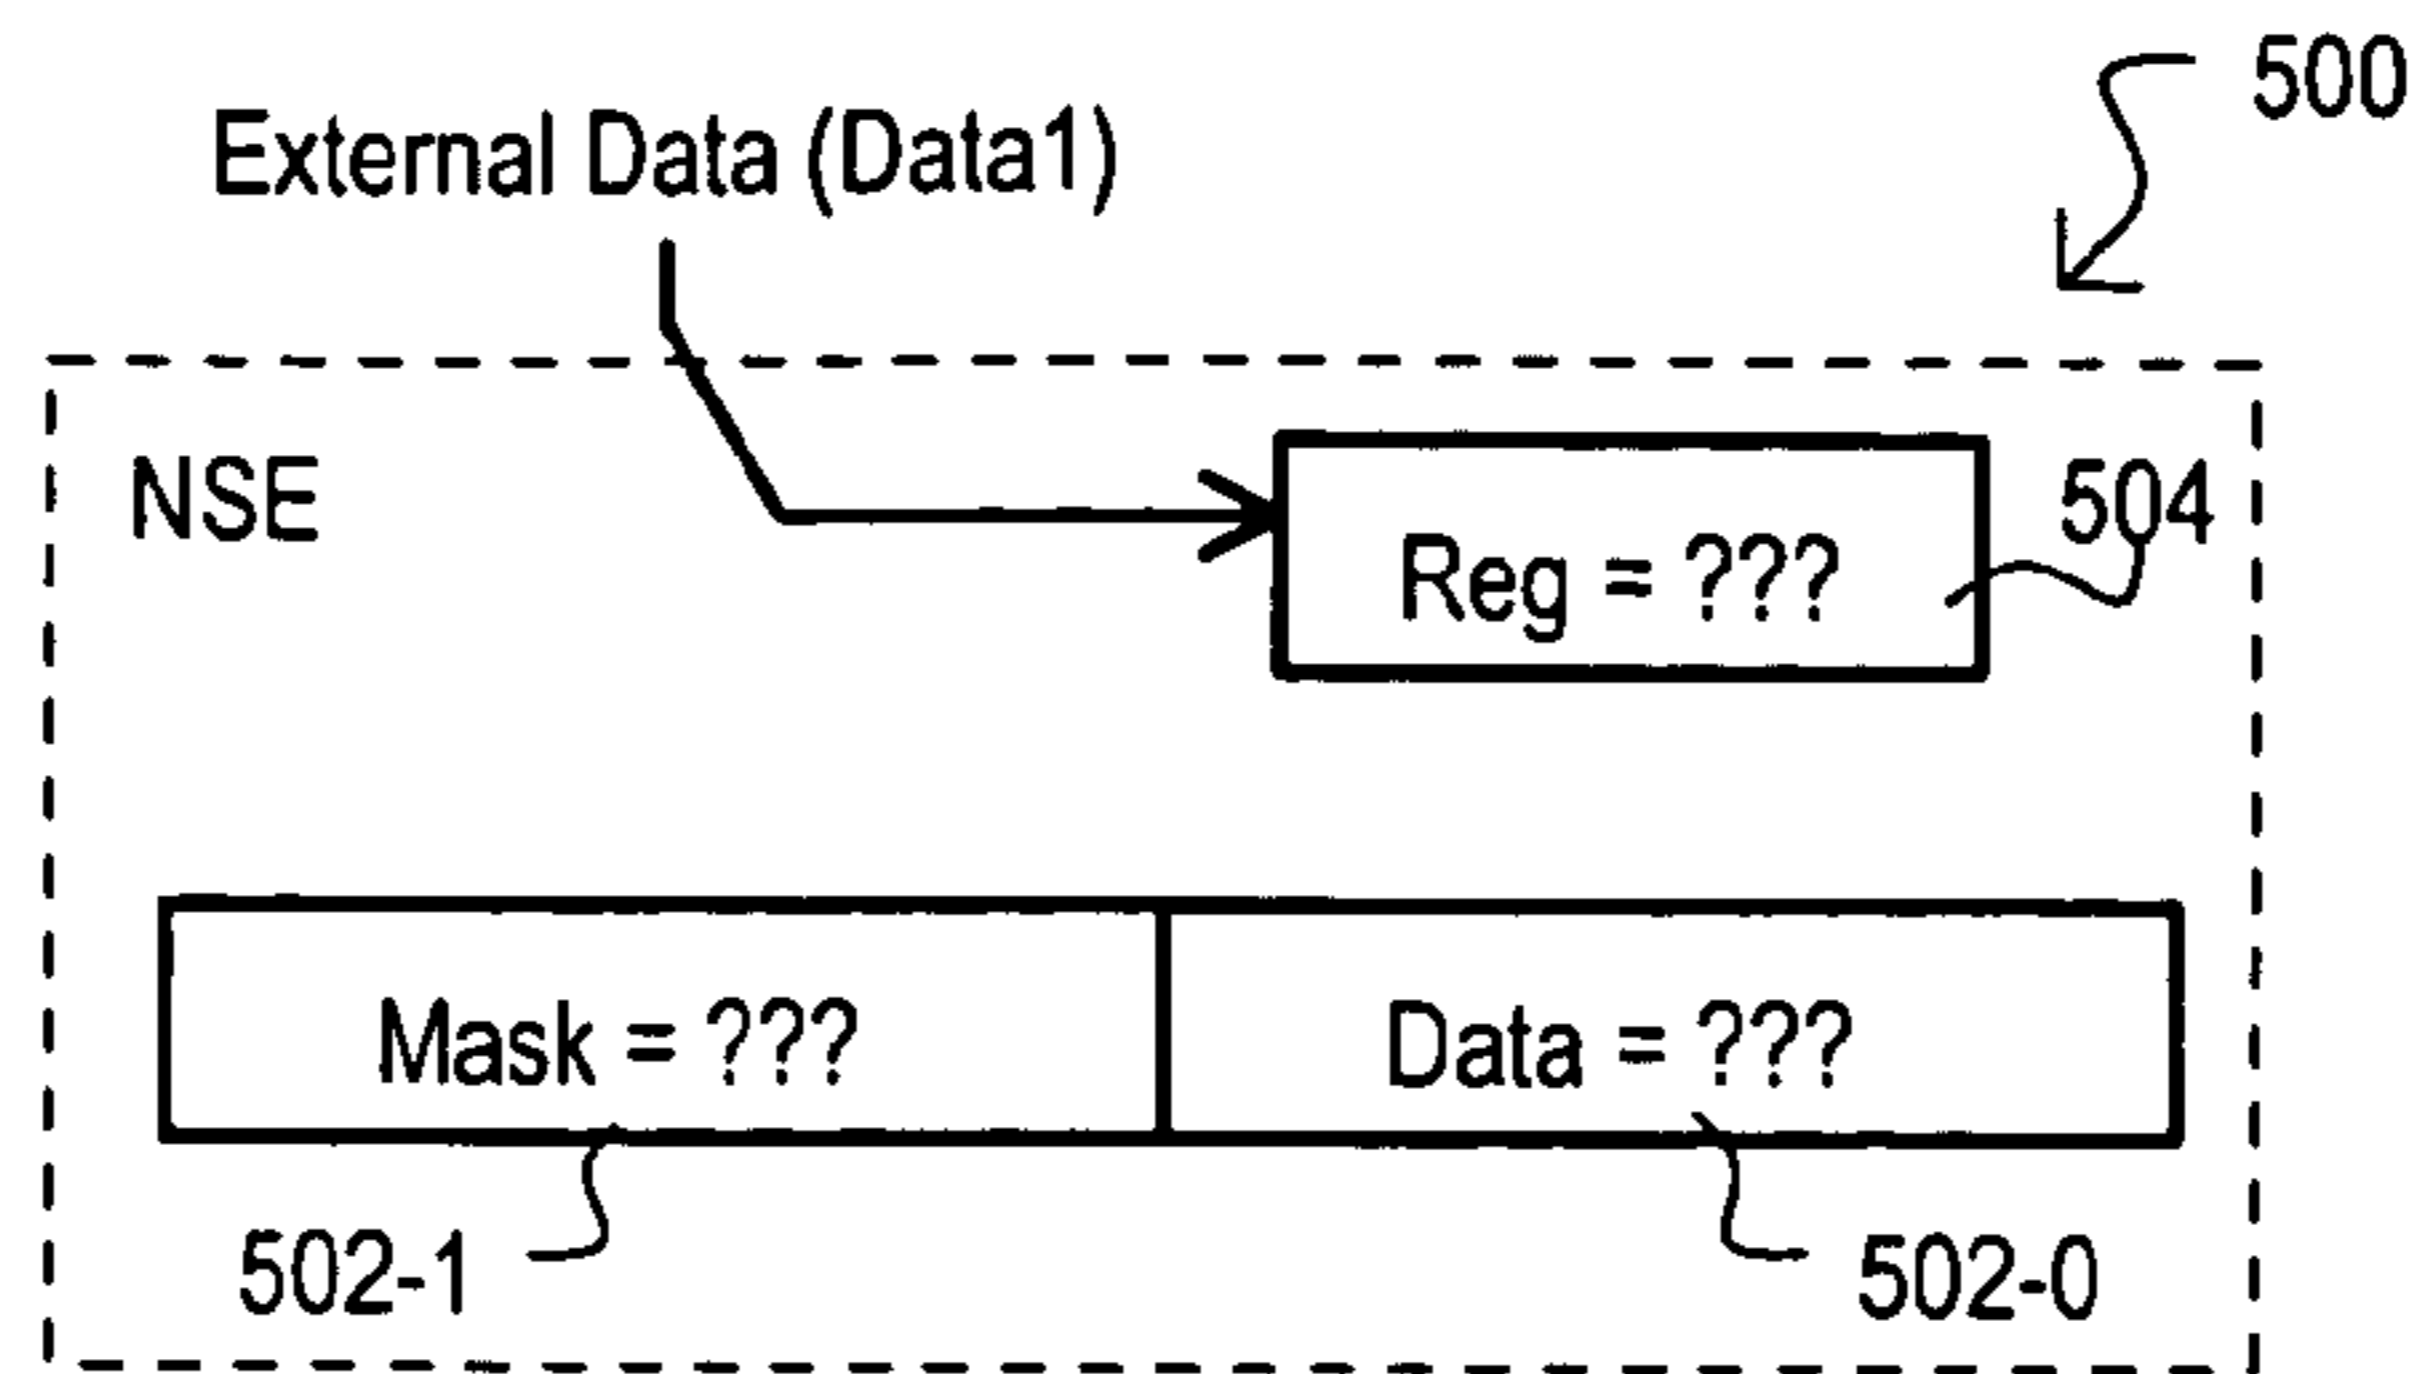 500
External Data (Data1)
NSE
504
Reg = ???
Mask = ???
Data = ???
502-1
502-0